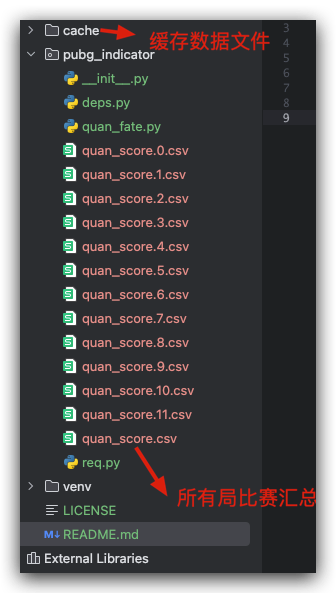 cache
缓存数据文件
pubg_indicator
__init__.py
deps.py
quan_fate.py
quan_score.0.csv
quan_score.1.csv
quan_score.2.csv
quan_score.3.csv
quan_score.4.csv
quan_score.5.csv
quan_score.6.csv
quan_score.7.csv
quan_score.8.csv
quan_score.9.csv
quan_score.10.csv
quan_score.11.csv
quan_score.csv
req.py
venv
所有局比赛汇总
LICENSE
M↓ README.md
External Libraries
3
4
5
6
7
8
9